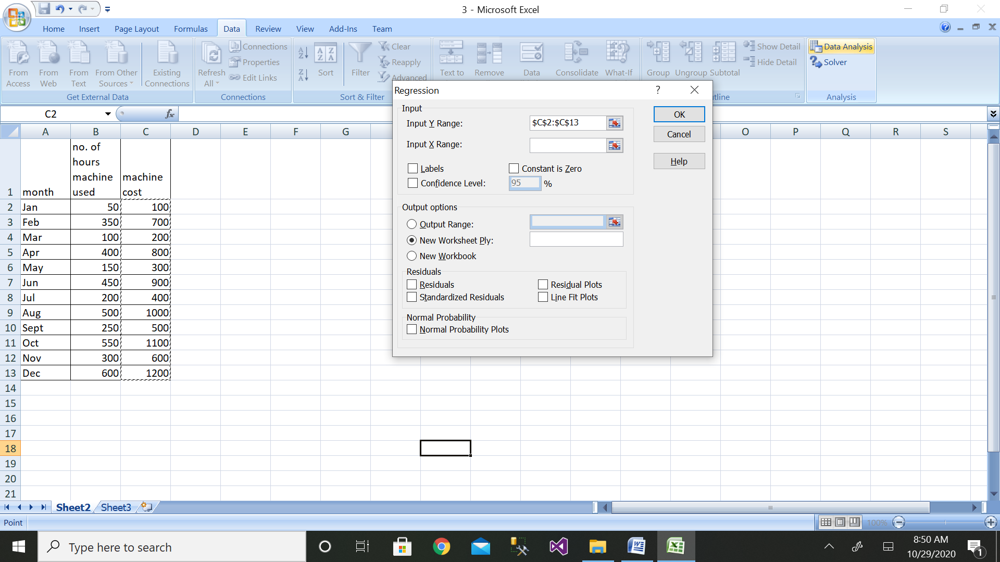 3 - Microsoft Excel
Home Insert Page Layout Formulas Data Review View Add-Ins Team
From Access
From Web
From Text
From Other Sources
Existing Connections
Get External Data
Refresh All
Connections
Properties
Edit Links
Connections
Sort
Filter
Clear
Reapply
Advanced
Sort & Filter
Text to
Remove
Data
Consolidate
What-If
Group
Ungroup
Subtotal
Show Detail
Hide Detail
tline
Data Analysis
Solver
Analysis
C2
fx
A B C D E F G O P Q R S
1 month no. of hours machine used machine cost
2 Jan 50 100
3 Feb 350 700
4 Mar 100 200
5 Apr 400 800
6 May 150 300
7 Jun 450 900
8 Jul 200 400
9 Aug 500 1000
10 Sept 250 500
11 Oct 550 1100
12 Nov 300 600
13 Dec 600 1200
14
15
16
17
18
19
20
21
Regression ?
Input
Input Y Range: $C$2:$C$13
Input X Range:
Labels Constant is Zero
Confidence Level: 95 %
OK
Cancel
Help
Output options
Output Range:
New Worksheet Ply:
New Workbook
Residuals
Residuals Residual Plots
Standardized Residuals Line Fit Plots
Normal Probability
Normal Probability Plots
Sheet2 Sheet3
Point
100%
Type here to search
8:50 AM
10/29/2020
1